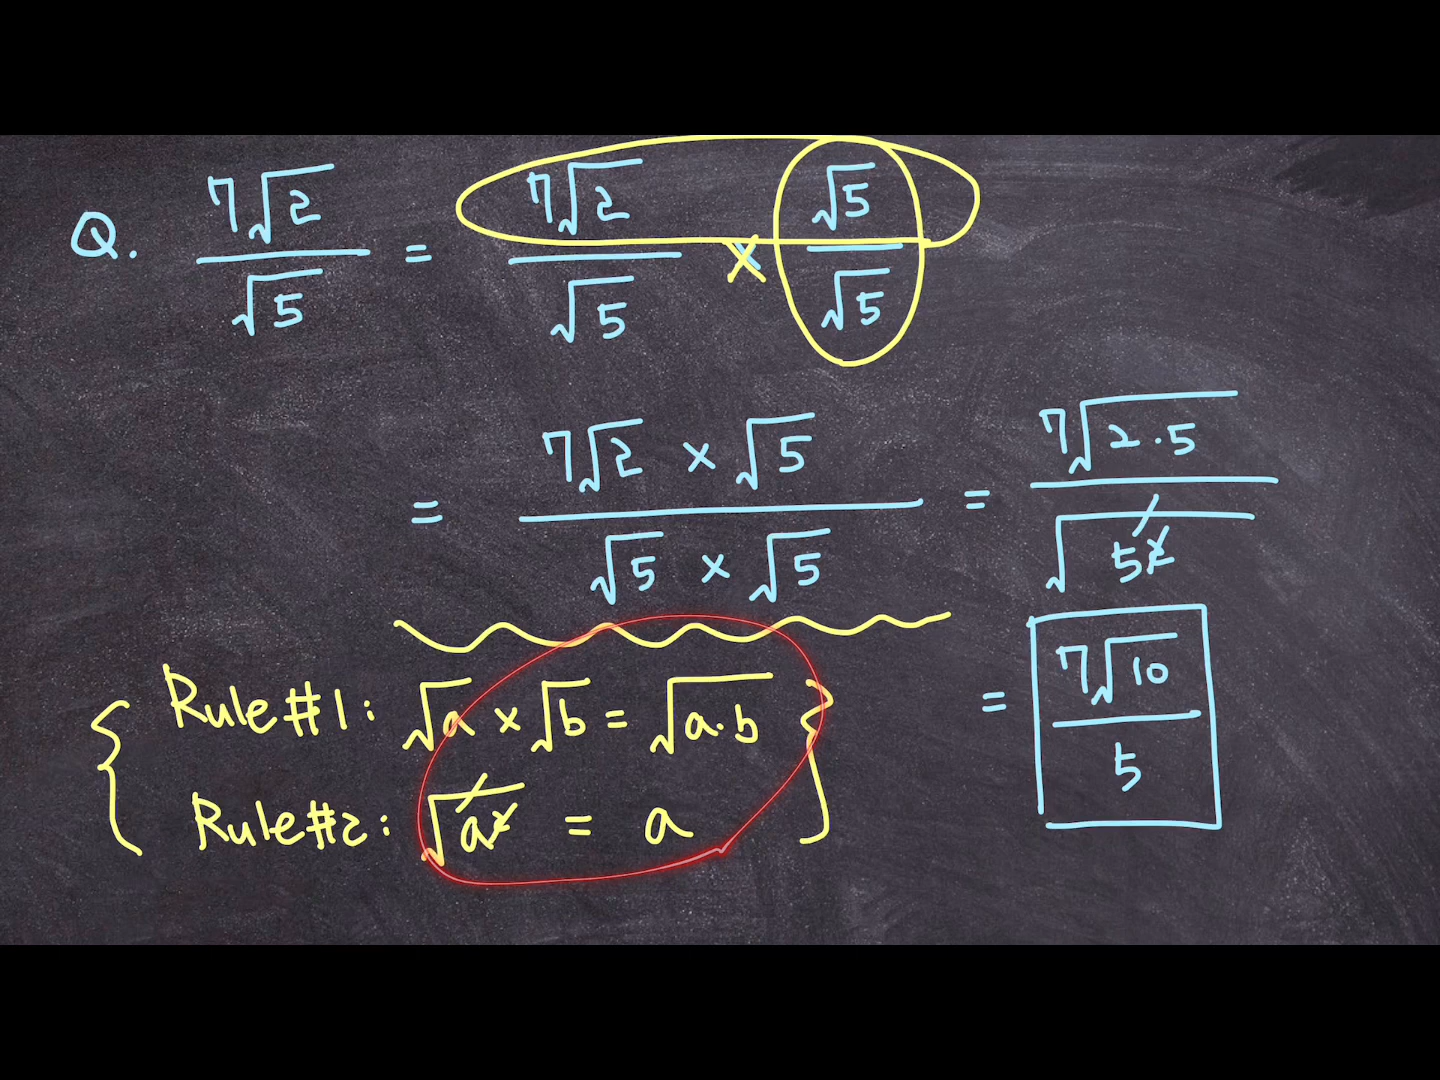 Q. 7√2/√5 = 7√2/√5 × √5/√5
= (7√2 × √5)/(√5 × √5) = 7√(2·5)/√(5²)
= 7√10/5
Rule#1: √a × √b = √(a·b)
Rule#2: √(a²) = a